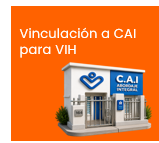 Vinculación a CAI
para VIH
C.A.I
ABORDAJE
INTEGRAL